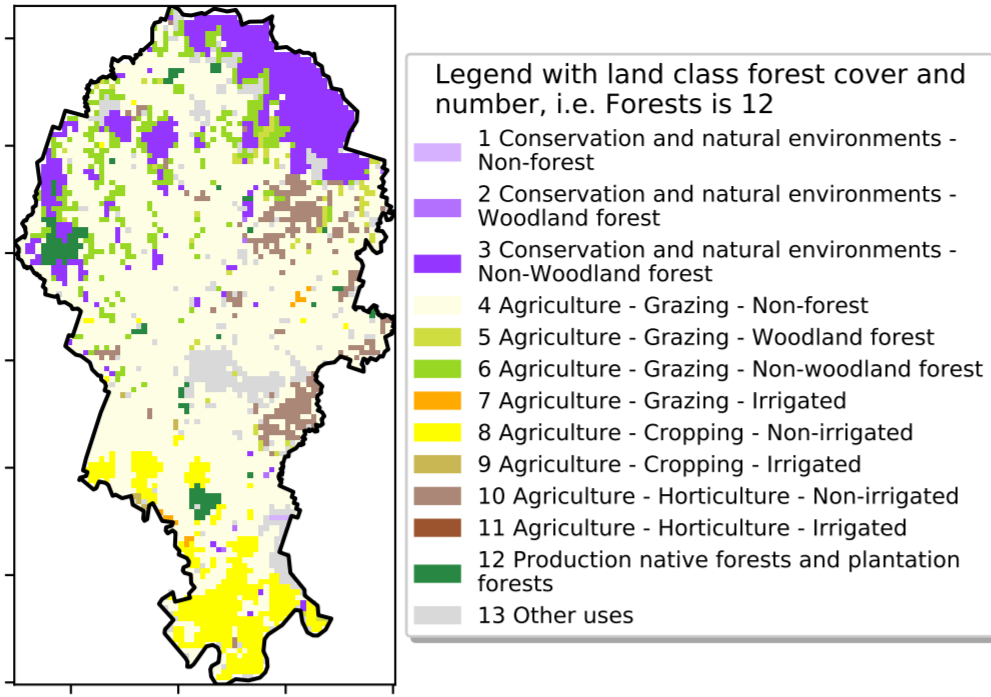 Legend with land class forest cover and
number, i.e. Forests is 12
1 Conservation and natural environments -
Non-forest
2 Conservation and natural environments -
Woodland forest
3 Conservation and natural environments -
Non-Woodland forest
4 Agriculture - Grazing - Non-forest
5 Agriculture - Grazing - Woodland forest
6 Agriculture - Grazing - Non-woodland forest
7 Agriculture - Grazing - Irrigated
8 Agriculture - Cropping - Non-irrigated
9 Agriculture - Cropping - Irrigated
10 Agriculture - Horticulture - Non-irrigated
11 Agriculture - Horticulture - Irrigated
12 Production native forests and plantation
forests
13 Other uses